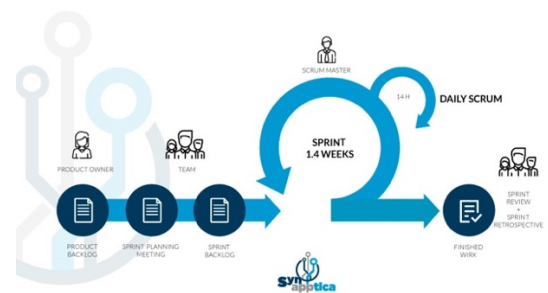 SCRUM MASTER
14 H
DAILY SCRUM
SPRINT
1.4 WEEKS
PRODUCT OWNER
TEAM
SPRINT
REVIEW
+
SPRINT
RETROSPECTIVE
PRODUCT
BACKLOG
SPRINT PLANNING
MEETING
SPRINT
BACKLOG
FINISHED
WIRK
Syn
apptica